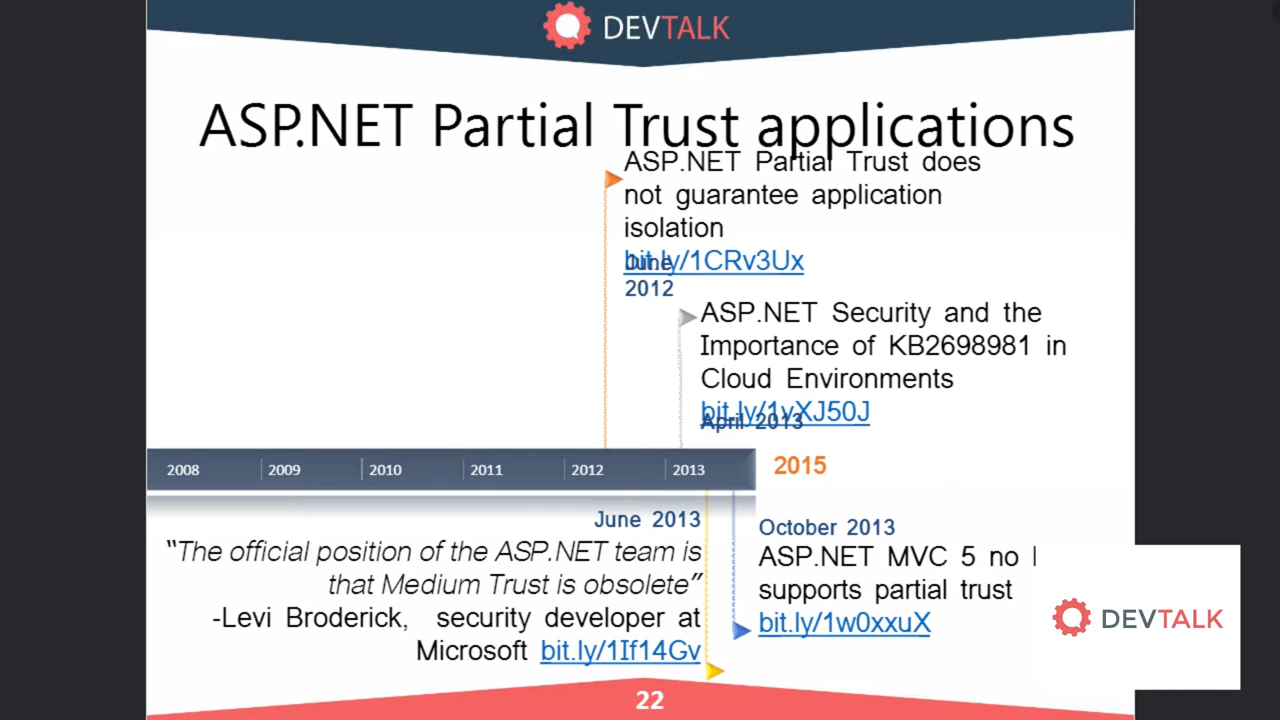 DEVTALK
ASP.NET Partial Trust applications
ASP.NET Partial Trust does
not guarantee application
isolation
bit.ly/1CRv3Ux
June
2012
ASP.NET Security and the
Importance of KB2698981 in
Cloud Environments
bit.ly/1yXJ50J
April 2013
2008 2009 2010 2011 2012 2013 2015
June 2013
“The official position of the ASP.NET team is
that Medium Trust is obsolete”
-Levi Broderick, security developer at
Microsoft bit.ly/1If14Gv
October 2013
ASP.NET MVC 5 no
supports partial trust
bit.ly/1w0xxuX
DEVTALK
22